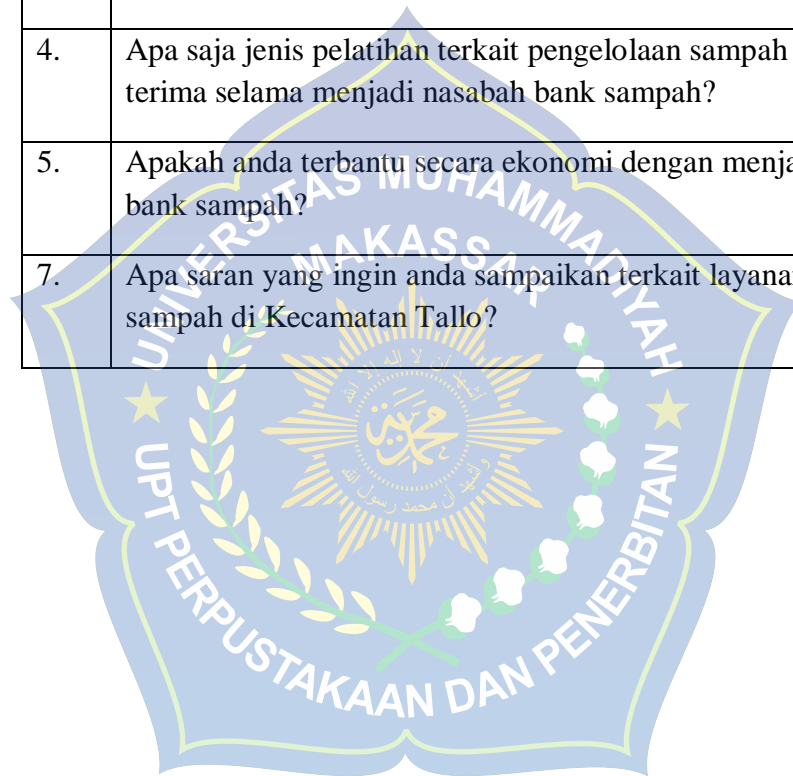 4. Apa saja jenis pelatihan terkait pengelolaan sampah
terima selama menjadi nasabah bank sampah?
5. Apakah anda terbantu secara ekonomi dengan
bank sampah?
7. Apa saran yang ingin anda sampaikan terkait
sampah di Kecamatan Tallo?
UNIVERSITAS MUHAMMADIYAH
MAKASSAR
UPT PERPUSTAKAAN DAN PENERBITAN